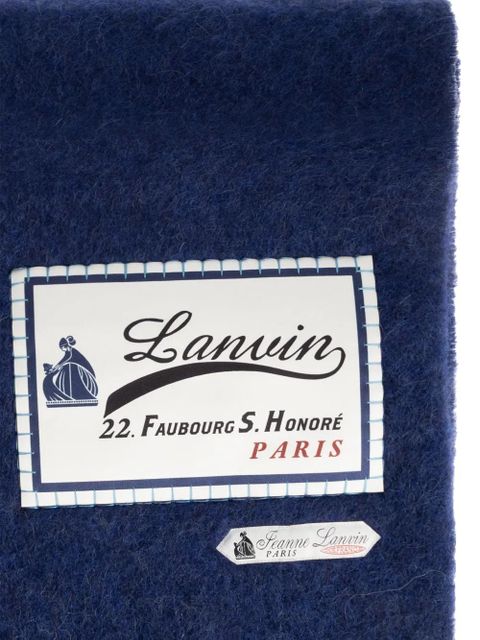 Lanvin
22. FAUBOURG S. HONORÉ
PARIS
Jeanne Lanvin
PARIS